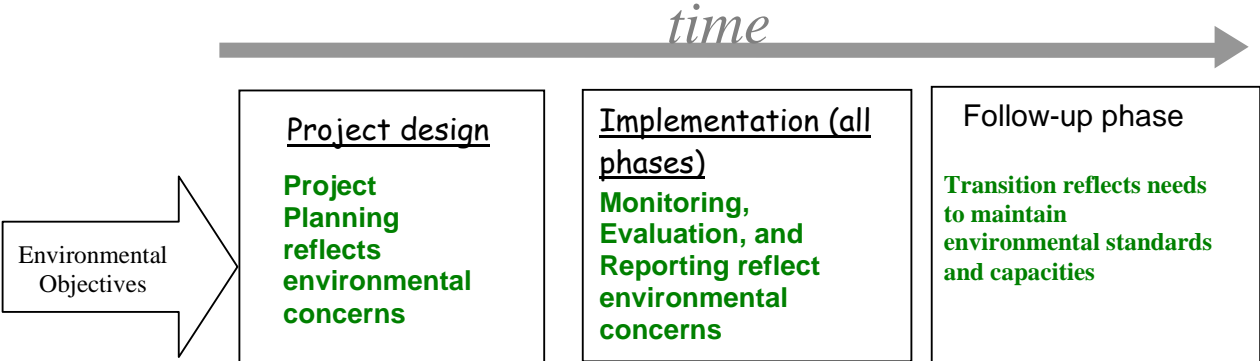 time
Environmental
Objectives
Project design
Project
Planning
reflects
environmental
concerns
Implementation (all
phases)
Monitoring,
Evaluation, and
Reporting reflect
environmental
concerns
Follow-up phase
Transition reflects needs
to maintain
environmental standards
and capacities